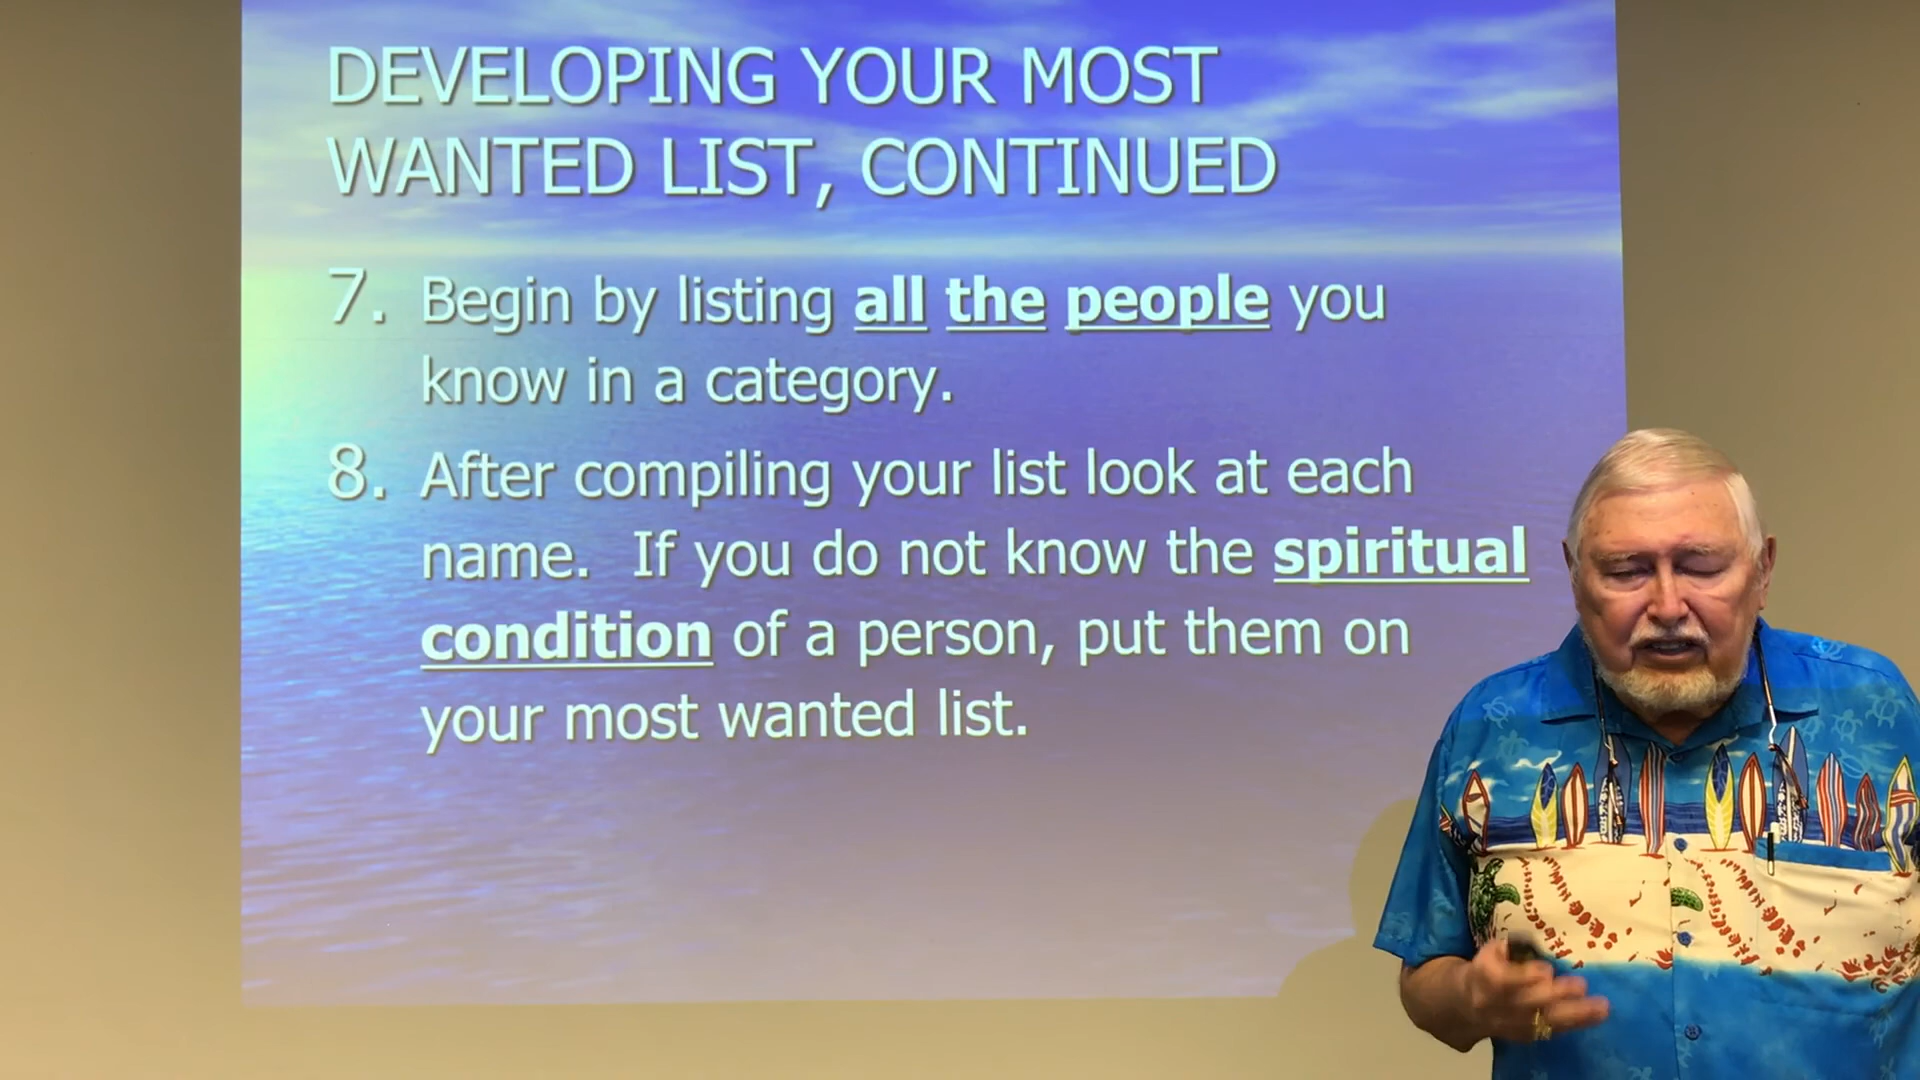 DEVELOPING YOUR MOST
WANTED LIST, CONTINUED
7. Begin by listing all the people you
know in a category.
8. After compiling your list look at each
name. If you do not know the spiritual
condition of a person, put them on
your most wanted list.